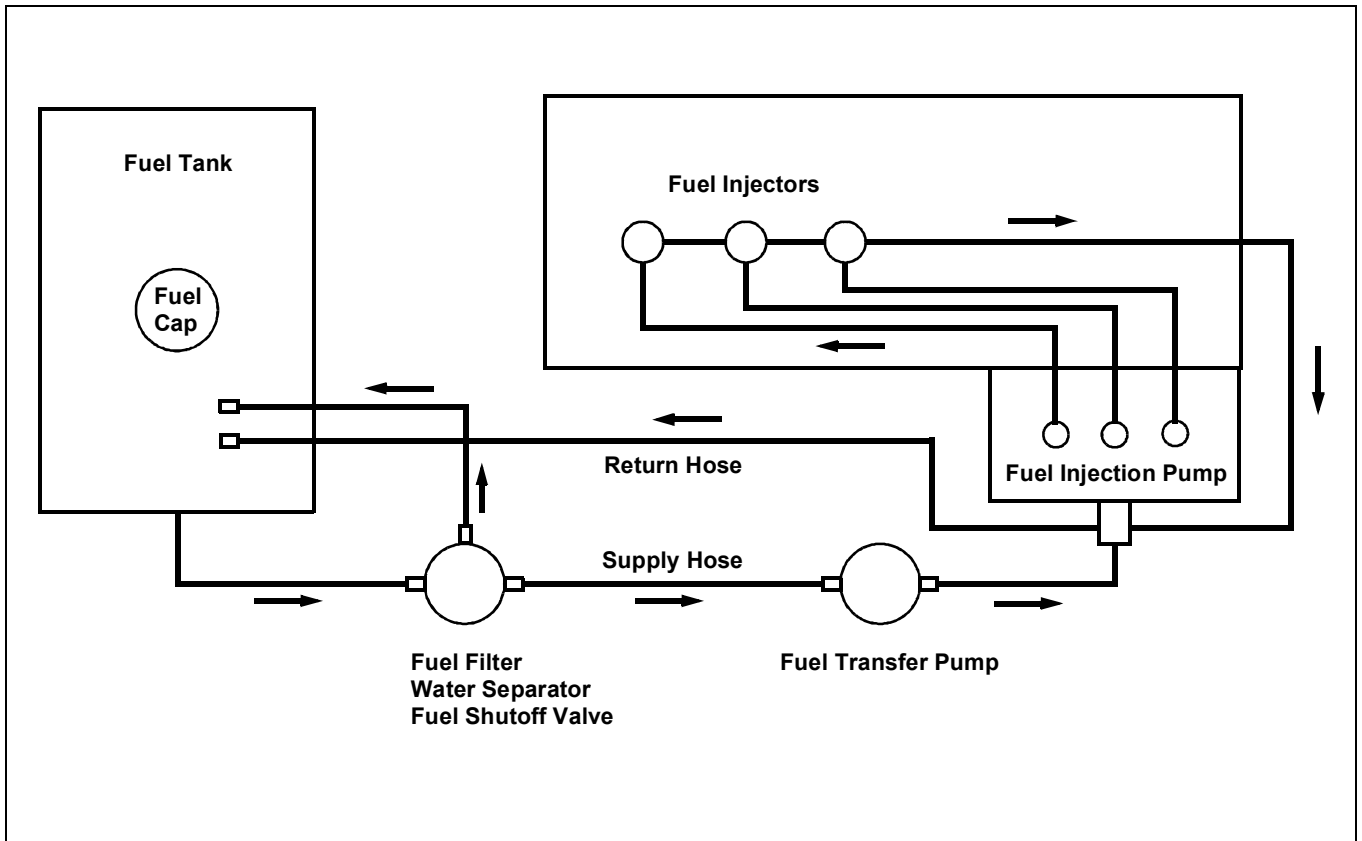 Fuel Tank
Fuel
Cap
Fuel Injectors
Return Hose
Fuel Injection Pump
Supply Hose
Fuel Filter
Water Separator
Fuel Shutoff Valve
Fuel Transfer Pump